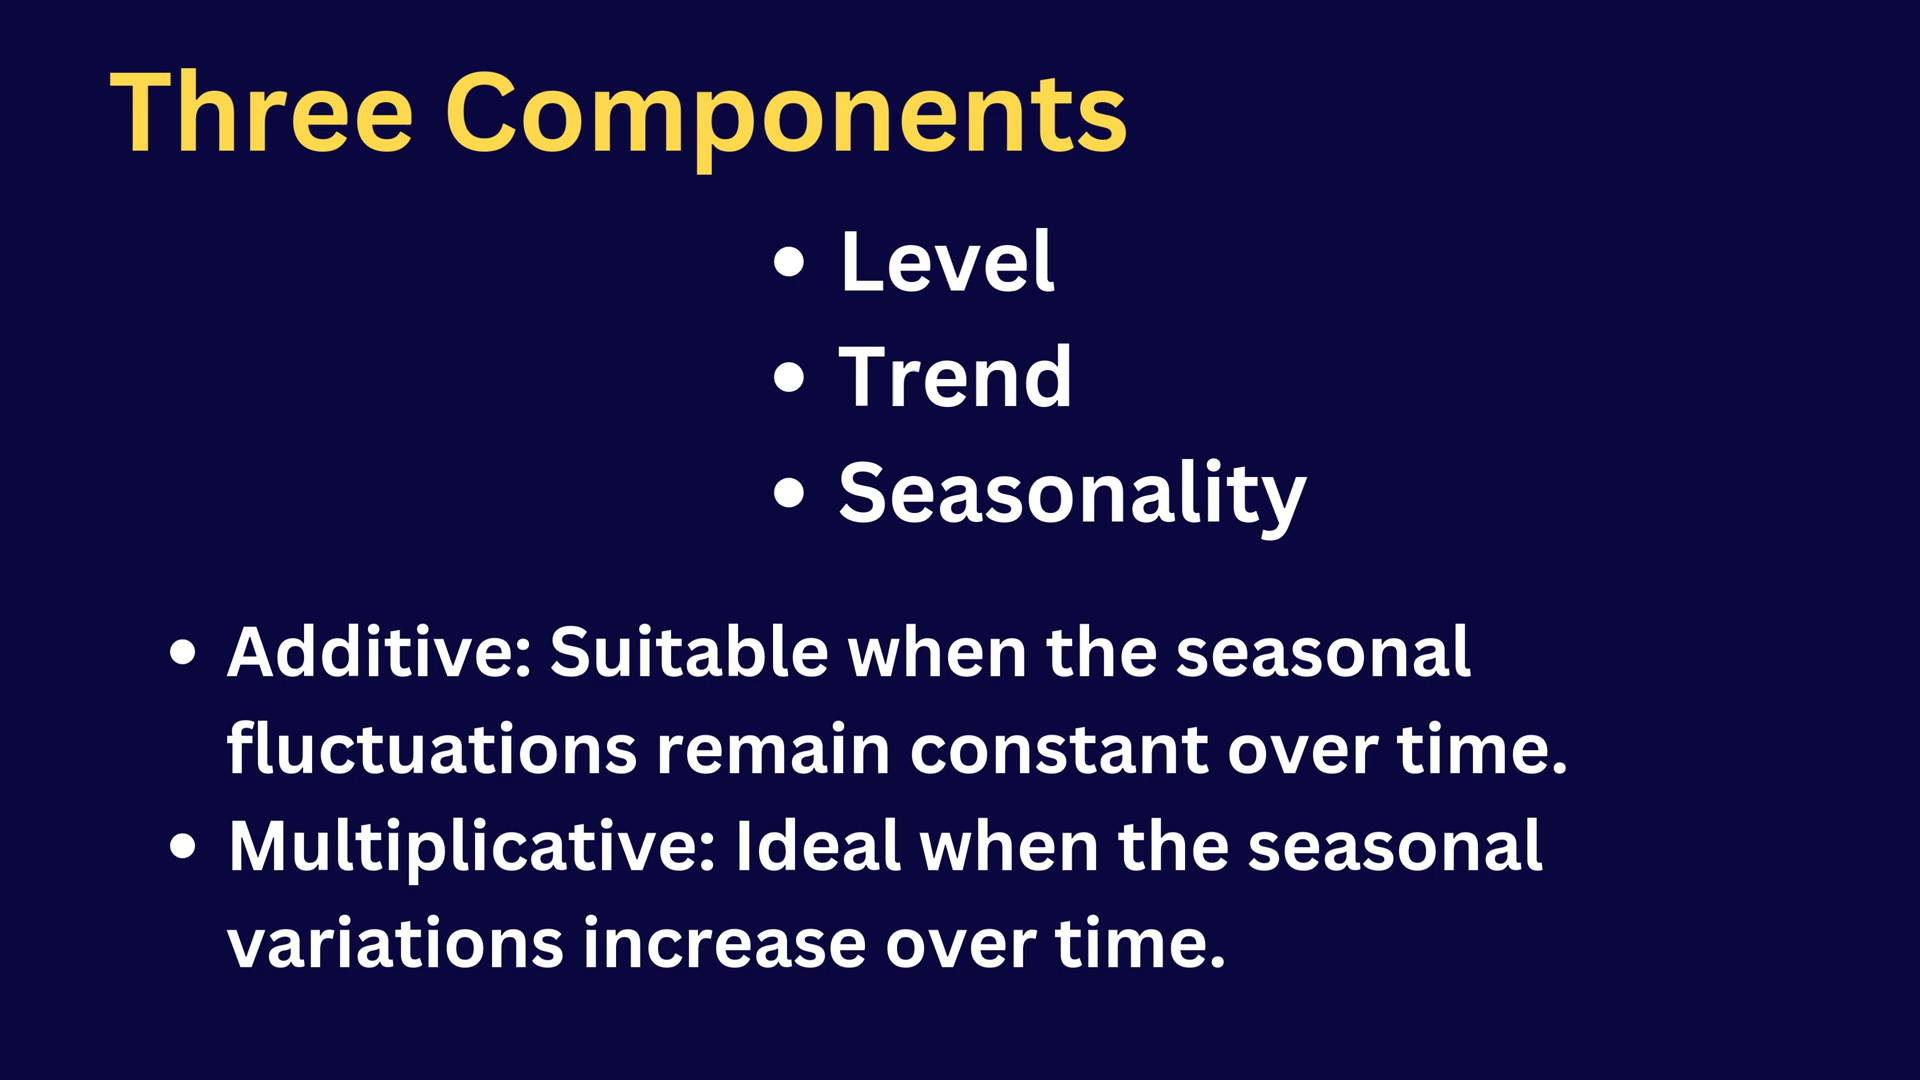 Three Components
• Level
• Trend
• Seasonality
• Additive: Suitable when the seasonal
fluctuations remain constant over time.
• Multiplicative: Ideal when the seasonal
variations increase over time.